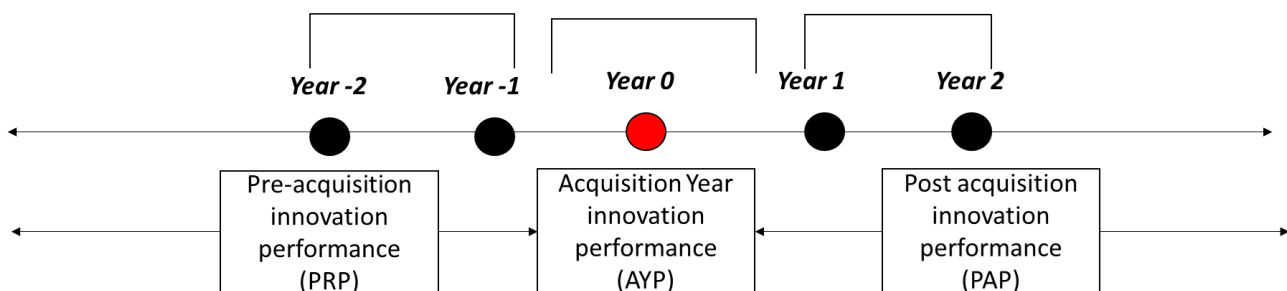 Year -2 Year -1 Year 0 Year 1 Year 2
Pre-acquisition
innovation
performance
(PRP)
Acquisition Year
innovation
performance
(AYP)
Post acquisition
innovation
performance
(PAP)